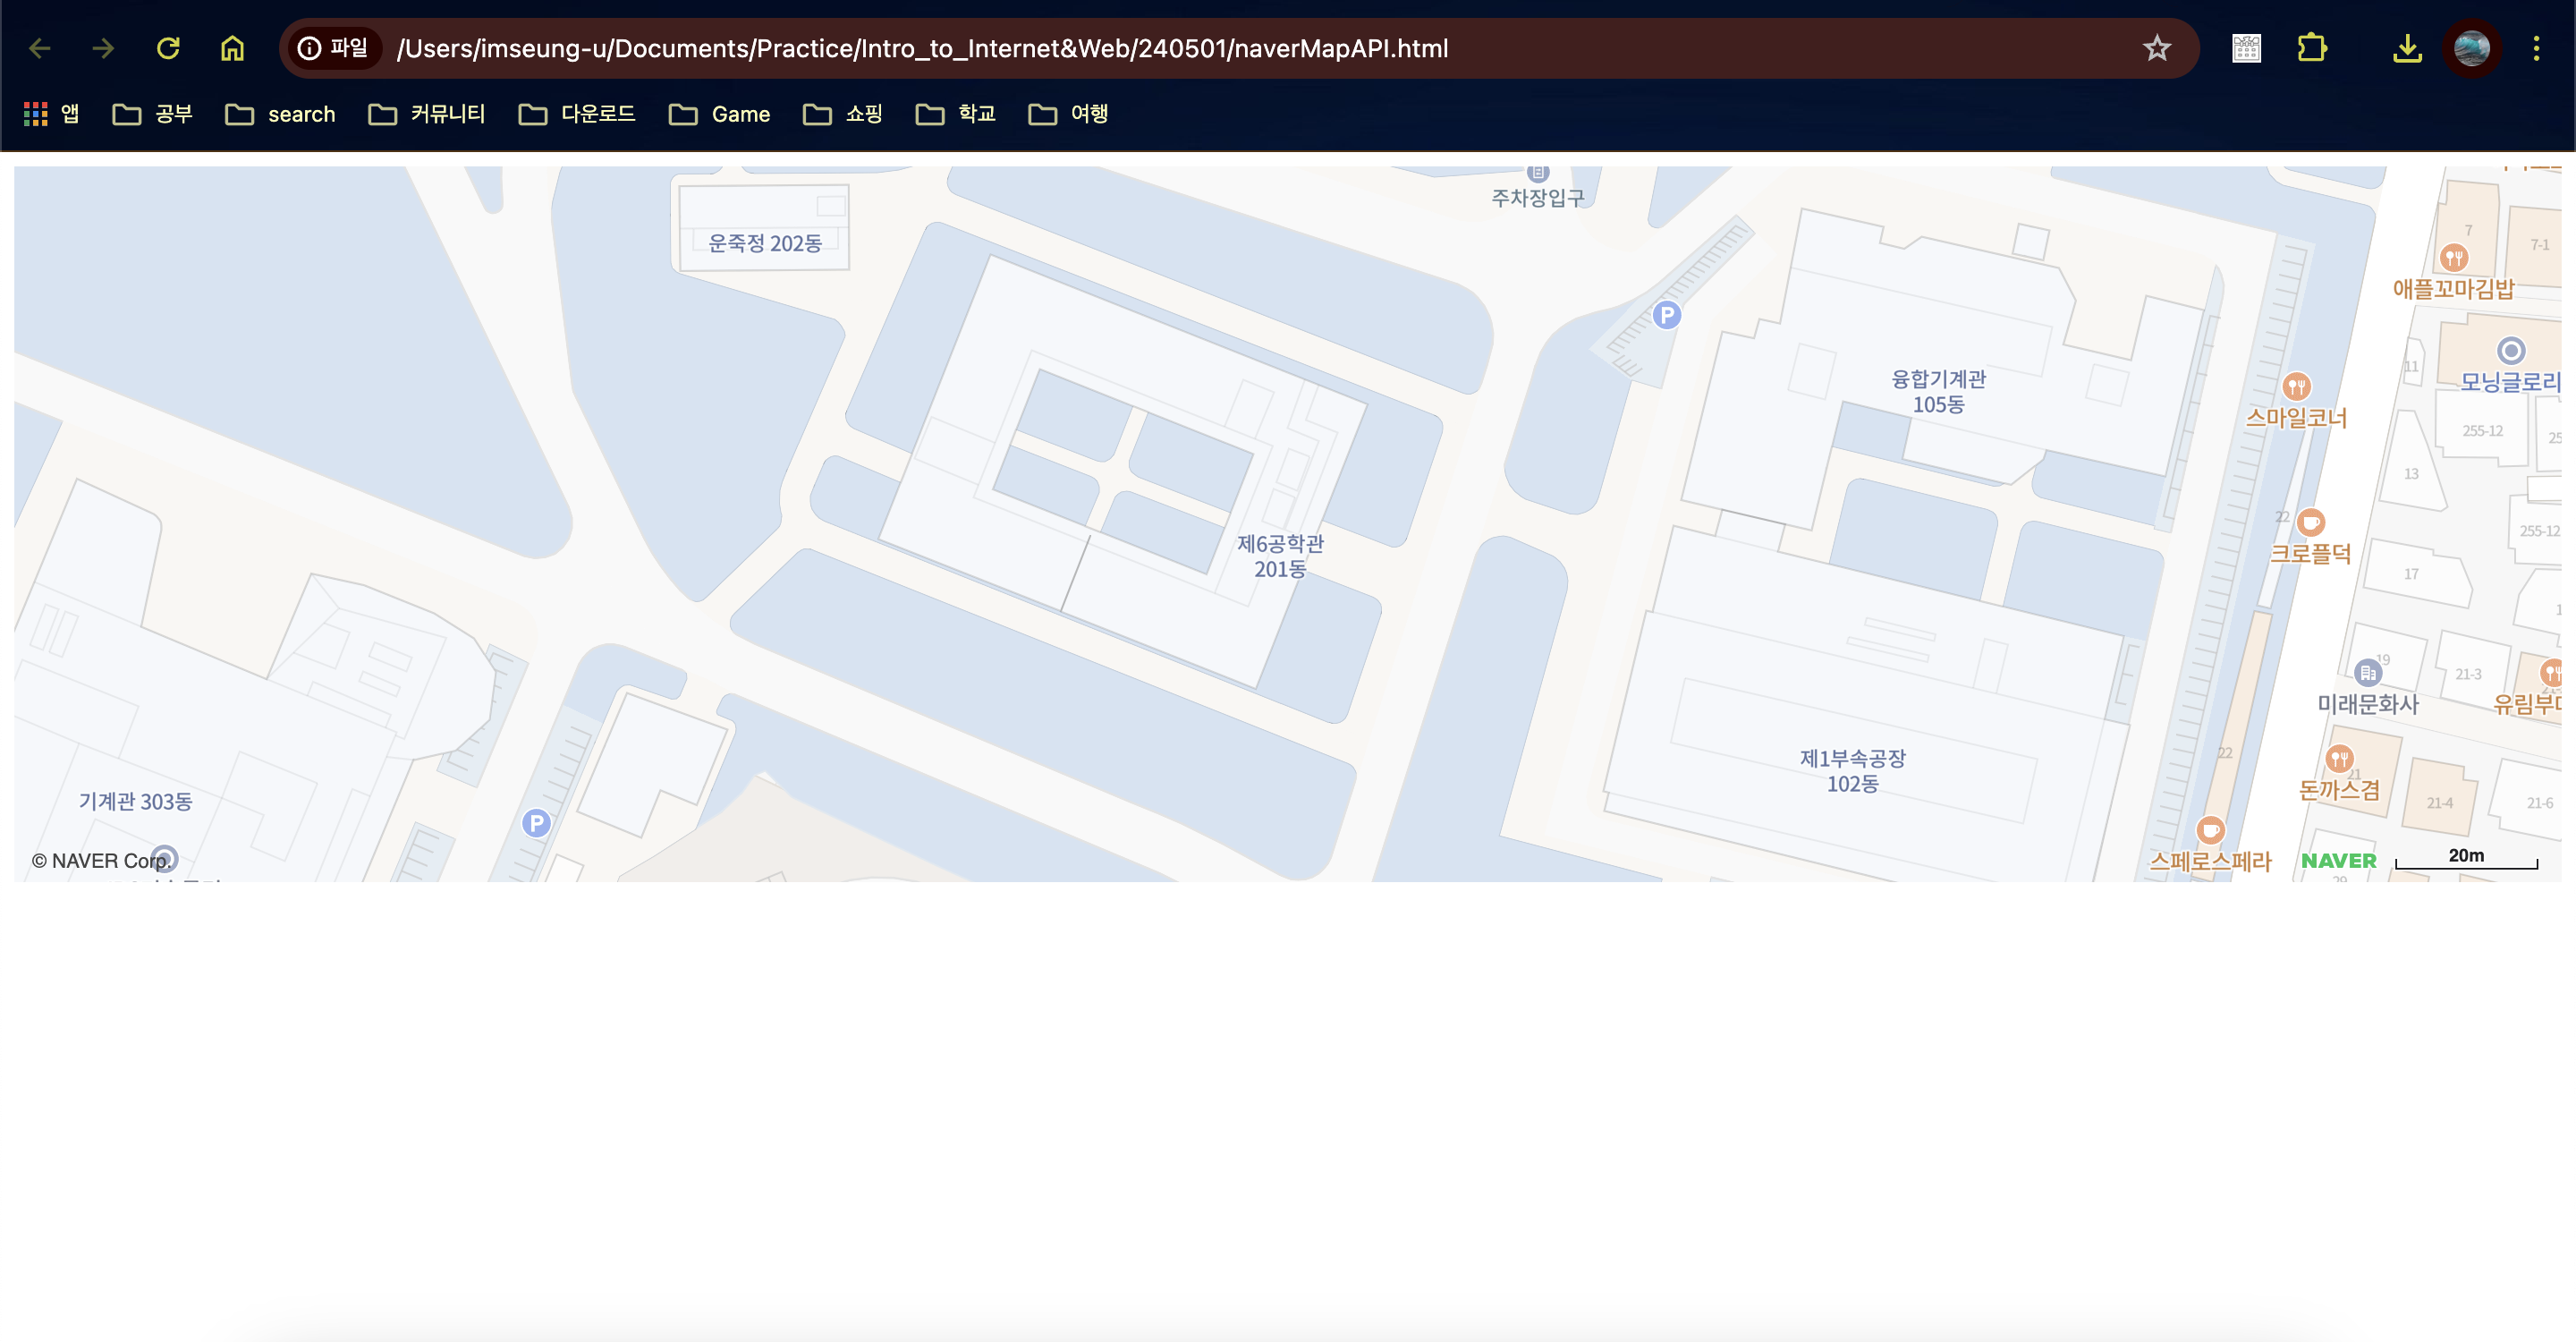 파일
/Users/imseung-u/Documents/Practice/Intro_to_Internet&Web/240501/naverMapAPI.html
앱
공부
search
커뮤니티
다운로드
Game
쇼핑
학교
여행
주차장입구
운죽정 202동
7
7-1
애플꼬마김밥
융합기계관
105동
11
모닝글로리
스마일코너
255-12
13
22
255-12
크로플덕
제6공학관
201동
17
19
21-3
미래문화사
유림부
22
제1부속공장
102동
21
돈까스겸
21-4
21-6
기계관 303동
P
P
© NAVER Corp.
스페로스페라
NAVER
20m